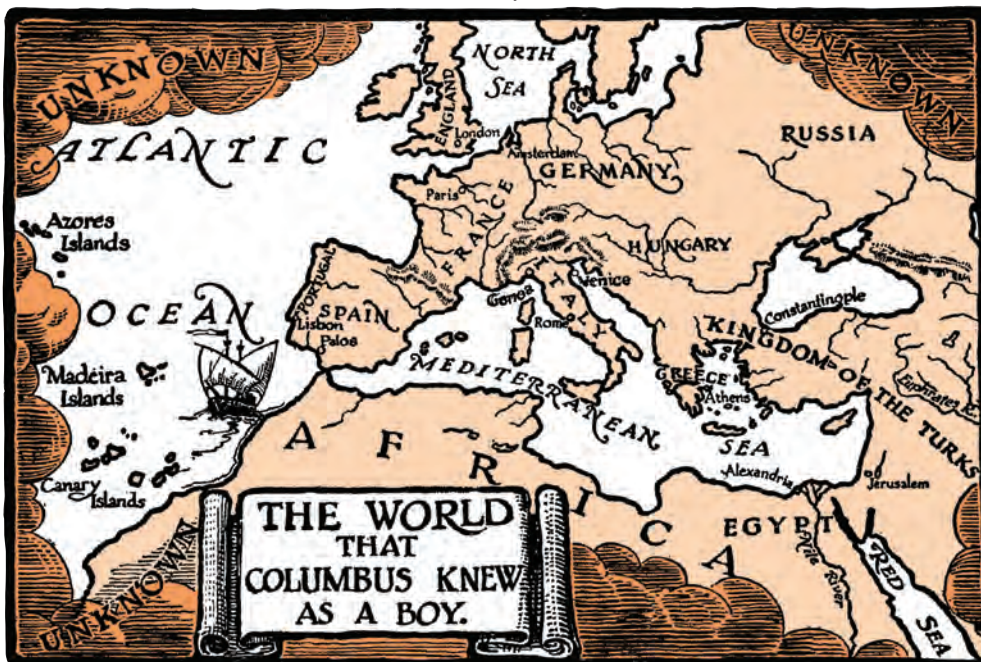 UNKNOWN
UNKNOWN
NORTH
SEA
ENGLAND
London
RUSSIA
ATLANTIC
Amsterdam
GERMANY
Paris
FRANCE
Azores
Islands
HUNGARY
PORTUGAL
SPAIN
Genoa
ITALY
Venice
Constantinople
OCEAN
Lisbon
Palos
Rome
KINGDOM OF THE TURKS
MEDITERRANEAN
SEA
GREECE
Athens
Euphrates R.
Madeira
Islands
AFRICA
Canary
Islands
Alexandria
Jerusalem
EGYPT
Nile River
RED
SEA
UNKNOWN
THE WORLD
THAT
COLUMBUS KNEW
AS A BOY.